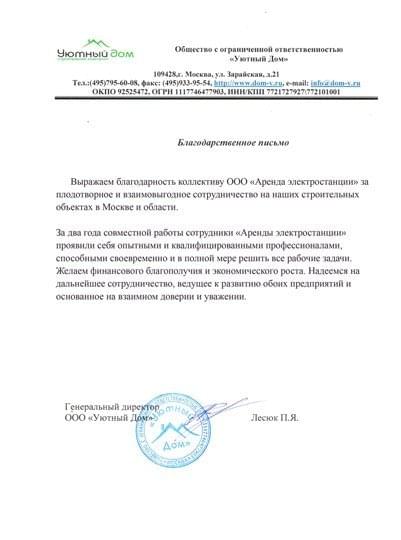 Уютный дом
Общество с ограниченной ответственностью
«Уютный Дом»
109428,г. Москва, ул. Зарайская, д.21
Тел.:(495)795-60-08, факс: (495)933-95-54, http://www.dom-v.ru, e-mail: info@dom-v.ru
ОКПО 92525472, ОГРН 1117746477903, ИНН/КПП 7721727927\772101001
Благодарственное письмо
Выражаем благодарность коллективу ООО «Аренда электростанции» за
плодотворное и взаимовыгодное сотрудничество на наших строительных
объектах в Москве и области.
За два года совместной работы сотрудники «Аренды электростанции»
проявили себя опытными и квалифицированными профессионалами,
способными своевременно и в полной мере решить все рабочие задачи.
Желаем финансового благополучия и экономического роста. Надеемся на
дальнейшее сотрудничество, ведущее к развитию обоих предприятий и
основанное на взаимном доверии и уважении.
Генеральный директор
ООО «Уютный Дом»
Лесюк П.Я.
«Уютный
Дом»